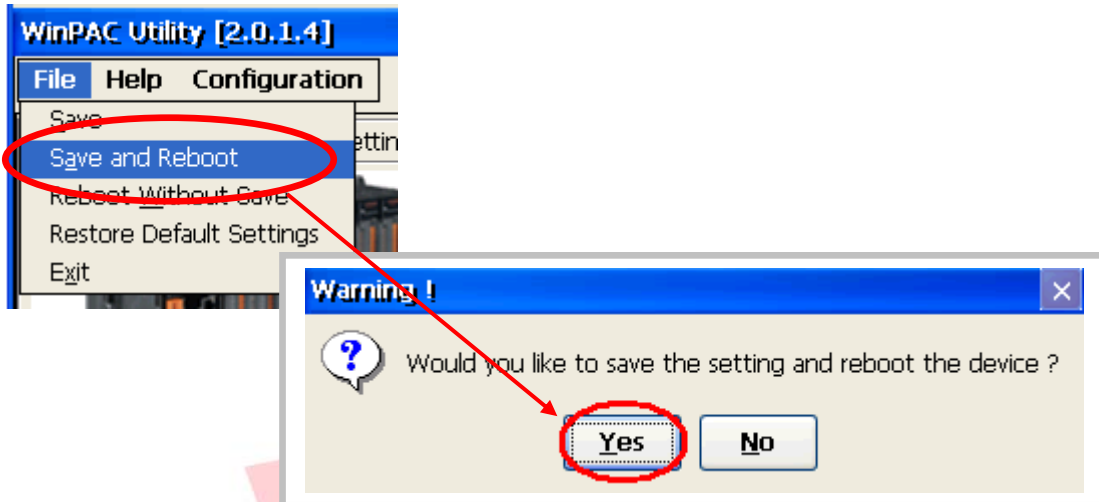 WinPAC Utility [2.0.1.4]
File Help Configuration
Save
Save and Reboot
Reboot Without Save
Restore Default Settings
Exit
Warning !
Would you like to save the setting and reboot the device ?
Yes No